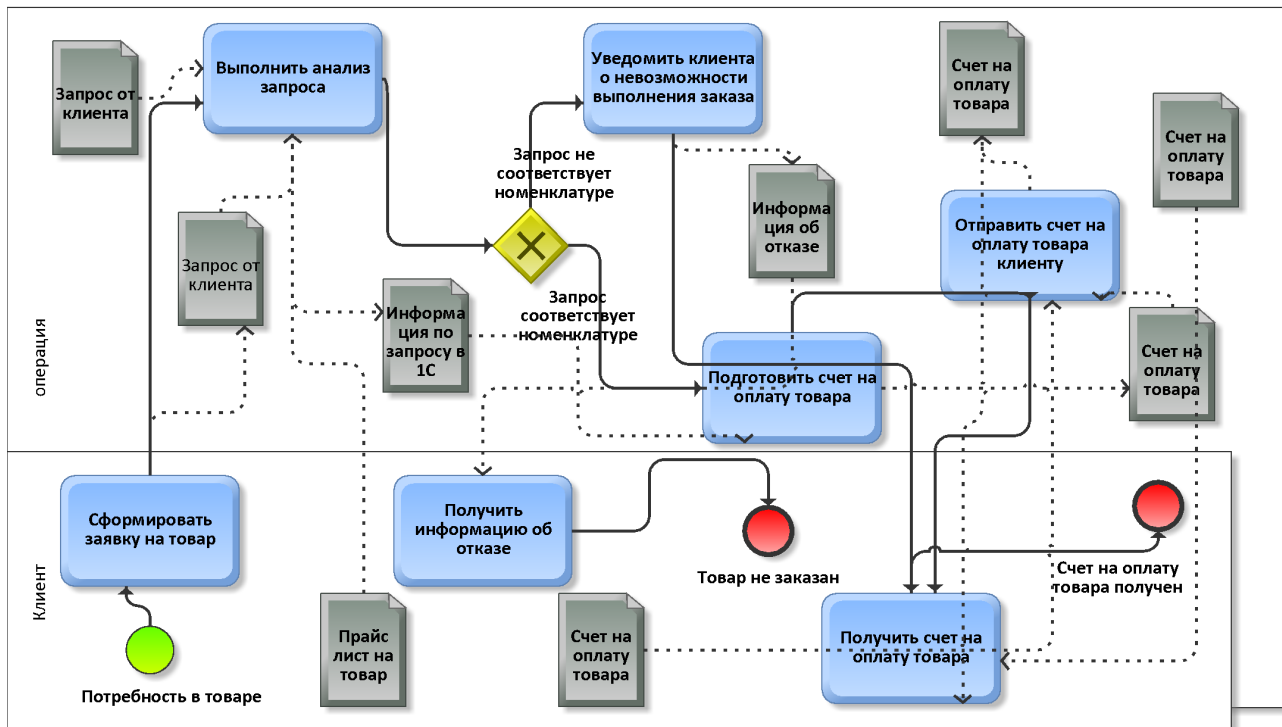 операция
Запрос от
клиента
Выполнить анализ
запроса
Уведомить клиента
о невозможности
выполнения заказа
Счет на
оплату
товара
Счет на
оплату
товара
Запрос не
соответствует
номенклатуре
Запрос от
клиента
Информа
ция об
отказе
Отправить счет на
оплату товара
клиенту
Запрос
соответствует
номенклатуре
Информа
ция по
запросу в
1С
Подготовить счет на
оплату товара
Счет на
оплату
товара
Клиент
Сформировать
заявку на товар
Получить
информацию об
отказе
Товар не заказан
Счет на оплату
товара получен
Потребность в товаре
Прайс
лист на
товар
Счет на
оплату
товара
Получить счет на
оплату товара